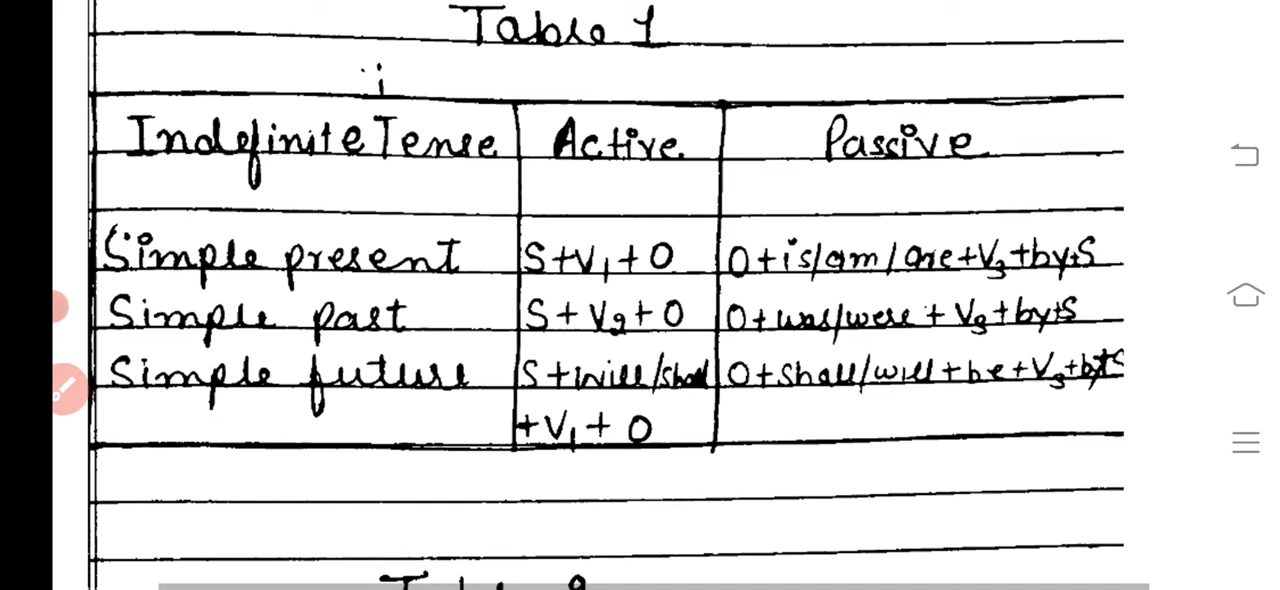 Table 1
Indefinite Tense Active Passive
Simple present S+V1+O O+is/am/are+V3+by+S
Simple past S+V2+O O+was/were+V3+by+S
Simple future S+will/shall O+shall/will+be+V3+by+S
+V1+O